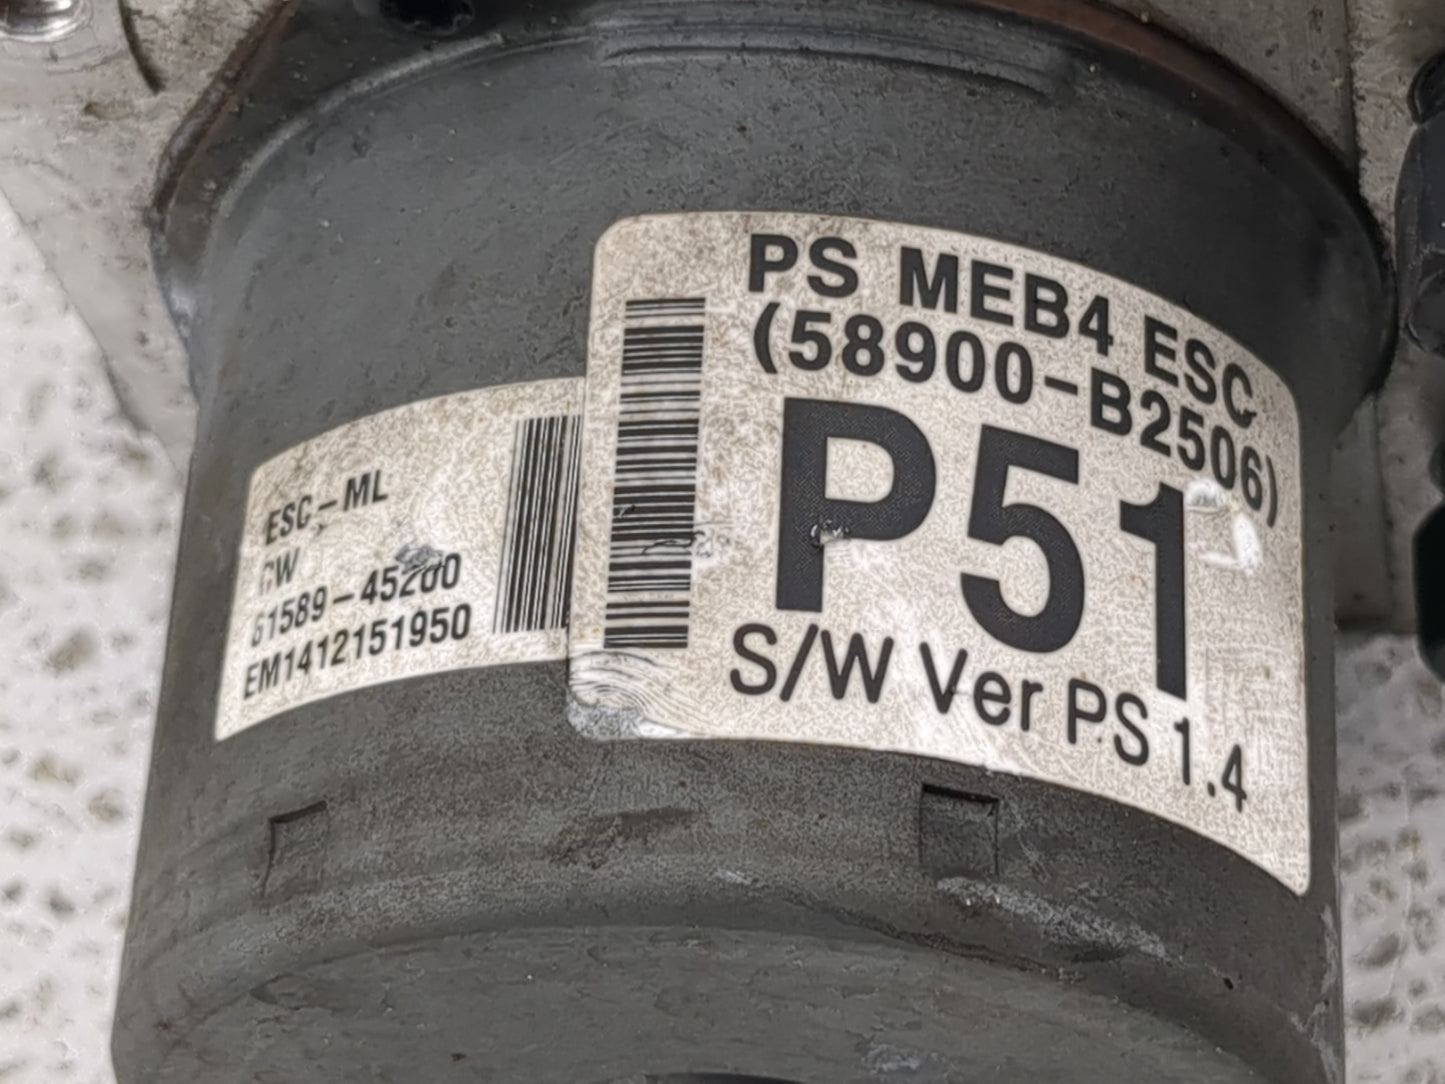 PS MEB4 ESC
(58900-B2506)
P51
S/W Ver PS 1.4
ESC-ML
61589-45200
EM1412151950